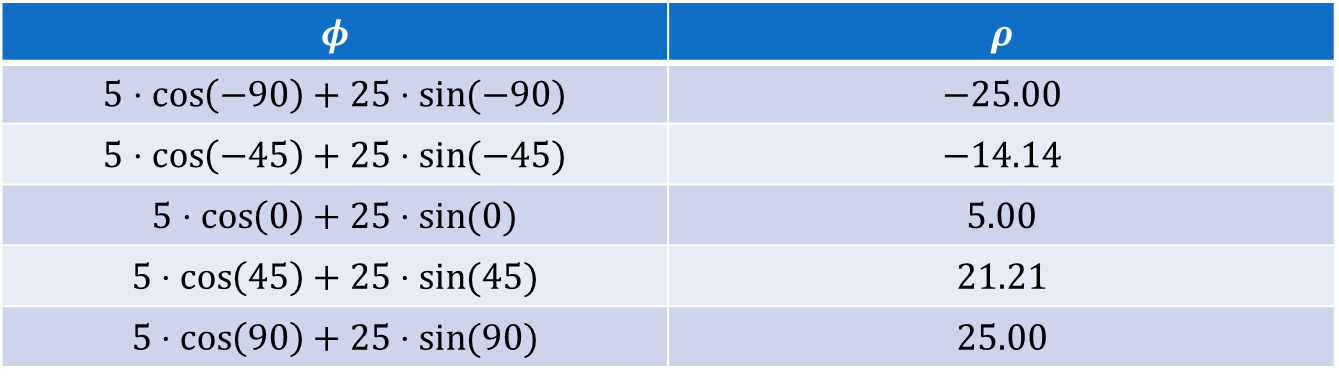 ϕ ρ
5 · cos(−90) + 25 · sin(−90) −25.00
5 · cos(−45) + 25 · sin(−45) −14.14
5 · cos(0) + 25 · sin(0) 5.00
5 · cos(45) + 25 · sin(45) 21.21
5 · cos(90) + 25 · sin(90) 25.00